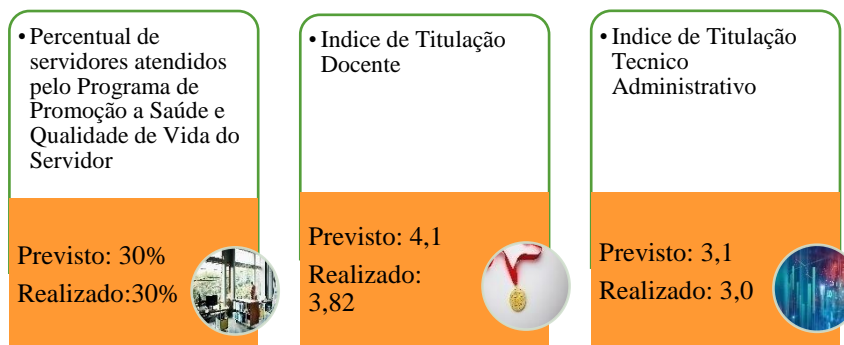 • Percentual de
servidores atendidos
pelo Programa de
Promoção a Saúde e
Qualidade de Vida do
Servidor
Previsto: 30%
Realizado:30%
• Indice de Titulação
Docente
Previsto: 4,1
Realizado:
3,82
• Indice de Titulação
Tecnico
Administrativo
Previsto: 3,1
Realizado: 3,0